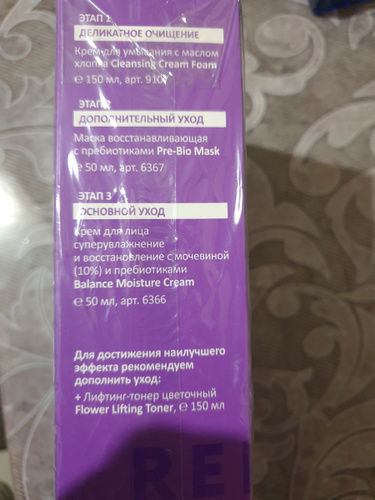 ЭТАП 1
ДЕЛИКАТНОЕ ОЧИЩЕНИЕ
Крем для умывания с маслом
хлопка Cleansing Cream Foam
℮ 150 мл, арт. 910
ЭТАП 2
ДОПОЛНИТЕЛЬНЫЙ УХОД
Маска восстанавливающая
с пребиотиками Pre-Bio Mask
℮ 50 мл, арт. 6367
ЭТАП 3
ОСНОВНОЙ УХОД
Крем для лица
суперувлажнение
и восстановление с мочевиной
(10%) и пребиотиками
Balance Moisture Cream
℮ 50 мл, арт. 6366
Для достижения наилучшего
эффекта рекомендуем
дополнить уход:
+ Лифтинг-тонер цветочный
Flower Lifting Toner, ℮ 150 мл
RE